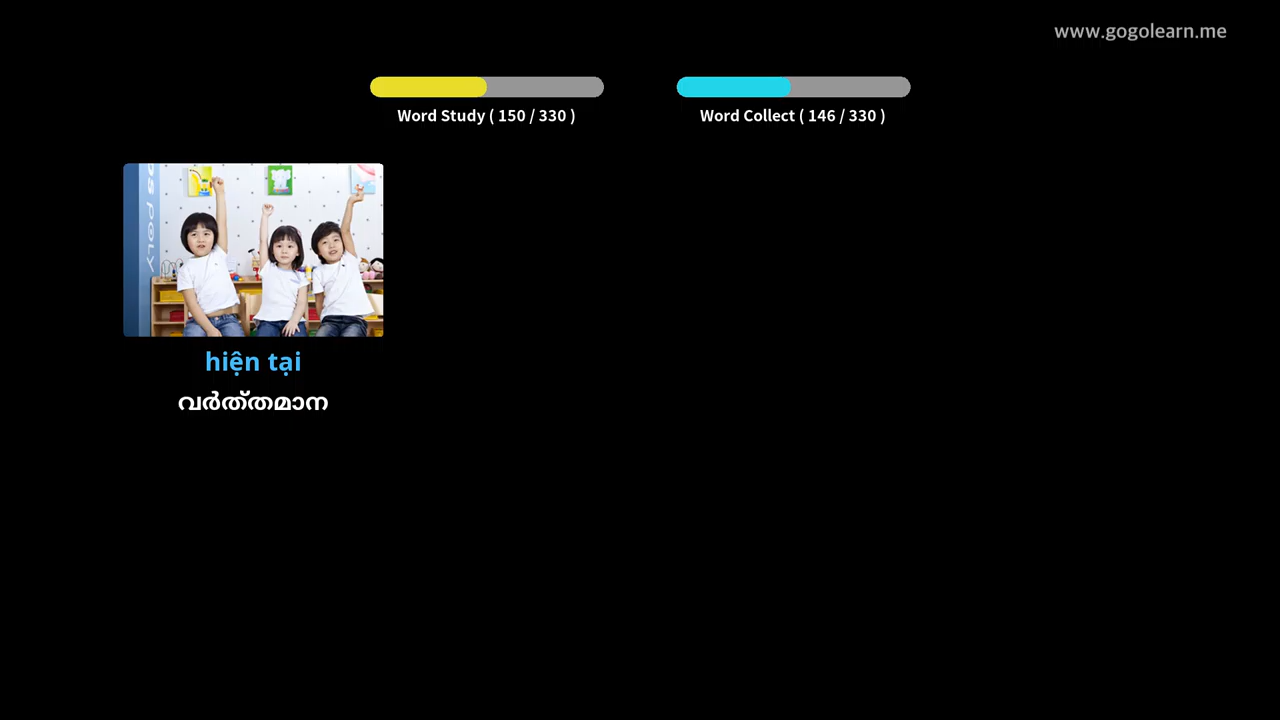 www.gogolearn.me
Word Study ( 150 / 330 )
Word Collect ( 146 / 330 )
hiện tại
വർത്തമാന